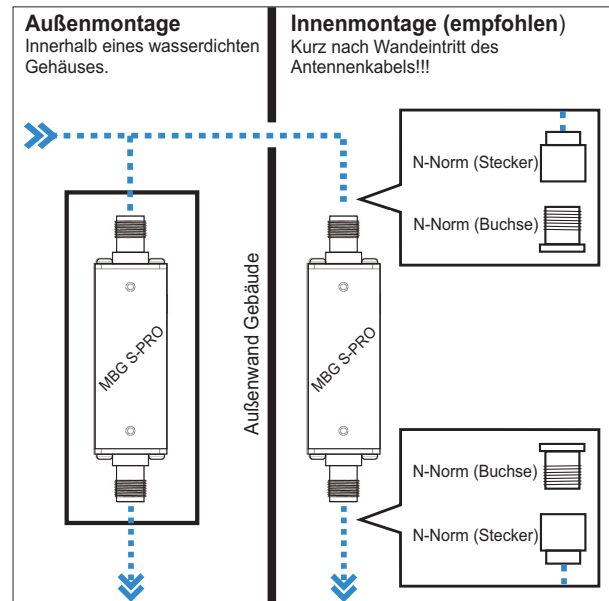 Außenmontage
Innerhalb eines wasserdichten
Gehäuses.
Innenmontage (empfohlen)
Kurz nach Wandeintritt des
Antennenkabels!!!
N-Norm (Stecker)
N-Norm (Buchse)
MBG S-PRO
Außenwand Gebäude
MBG S-PRO
N-Norm (Buchse)
N-Norm (Stecker)